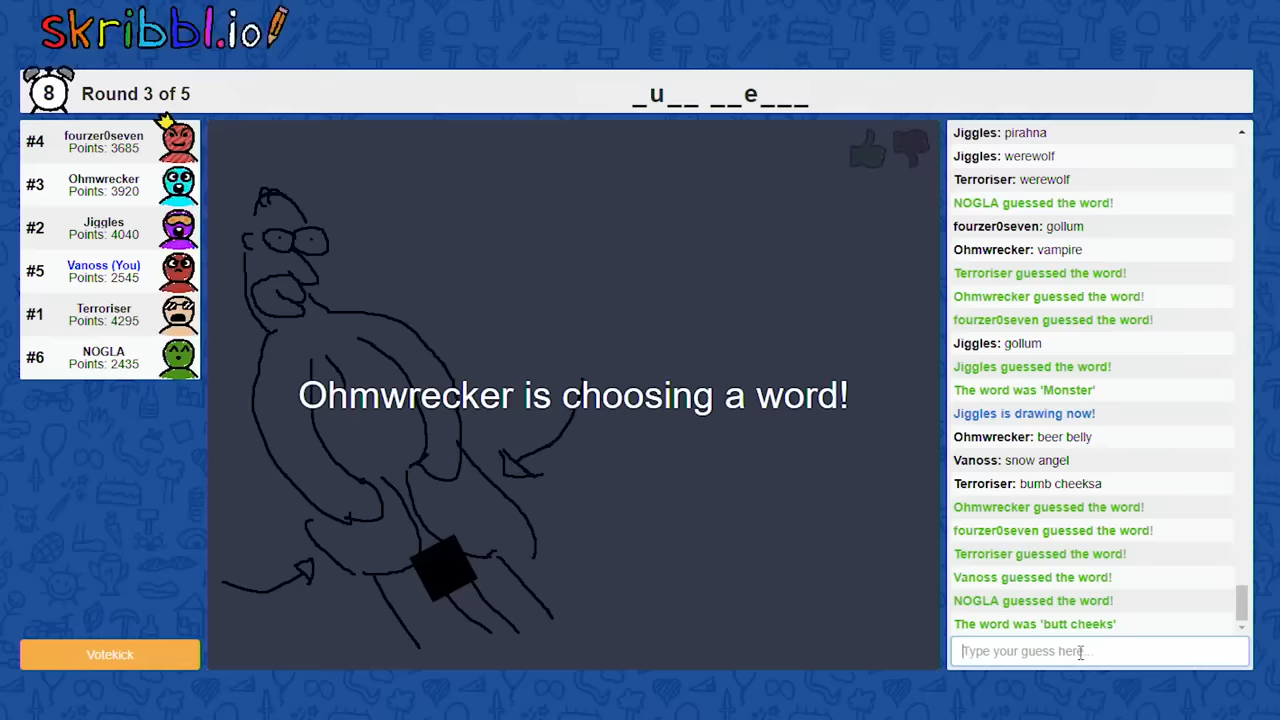 skribbl.io
8
Round 3 of 5
_u__ __e___
#4
fourzer0seven
Points: 3685
#3
Ohmwrecker
Points: 3920
#2
Jiggles
Points: 4040
#5
Vanoss (You)
Points: 2545
#1
Terroriser
Points: 4295
#6
NOGLA
Points: 2435
Votekick
Ohmwrecker is choosing a word!
Jiggles: pirahna
Jiggles: werewolf
Terroriser: werewolf
NOGLA guessed the word!
fourzer0seven: gollum
Ohmwrecker: vampire
Terroriser guessed the word!
Ohmwrecker guessed the word!
fourzer0seven guessed the word!
Jiggles: gollum
Jiggles guessed the word!
The word was 'Monster'
Jiggles is drawing now!
Ohmwrecker: beer belly
Vanoss: snow angel
Terroriser: bumb cheeksa
Ohmwrecker guessed the word!
fourzer0seven guessed the word!
Terroriser guessed the word!
Vanoss guessed the word!
NOGLA guessed the word!
The word was 'butt cheeks'
Type your guess here...